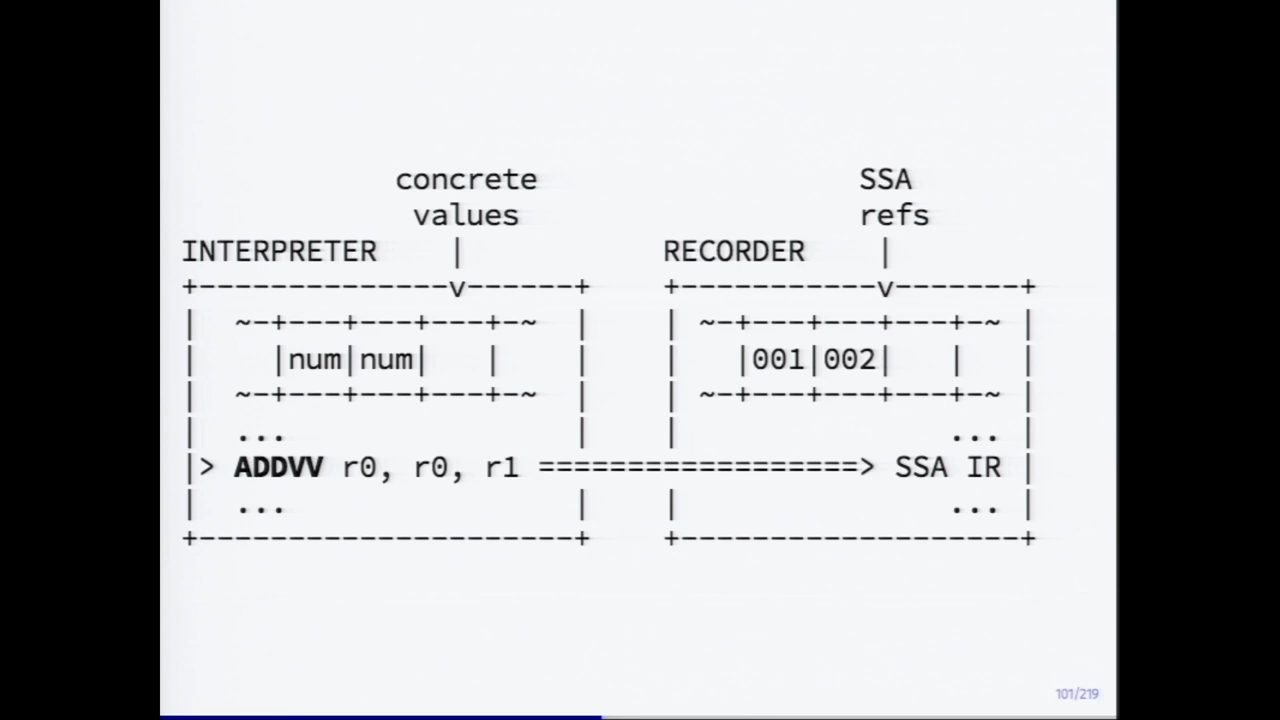 concrete               SSA
                         values                refs
INTERPRETER    |                RECORDER    |
+--------------v------+    +-----------v-------+
|  ~-+---+---+---+-~  |    | ~-+---+---+---+-~ |
|    |num|num|   |    |    |   |001|002|   |   |
|  ~-+---+---+---+-~  |    | ~-+---+---+---+-~ |
|  ...                |    |               ... |
|> ADDVV r0, r0, r1 ==================> SSA IR |
|  ...                |    |               ... |
+---------------------+    +-------------------+
101/219